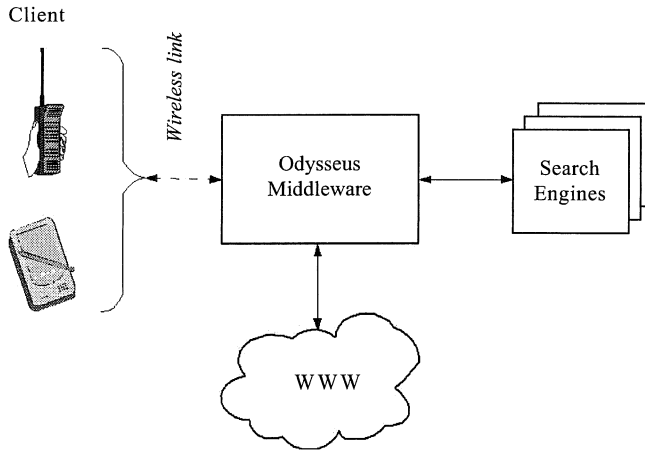 Client
Wireless link
Odysseus
Middleware
Search
Engines
WWW